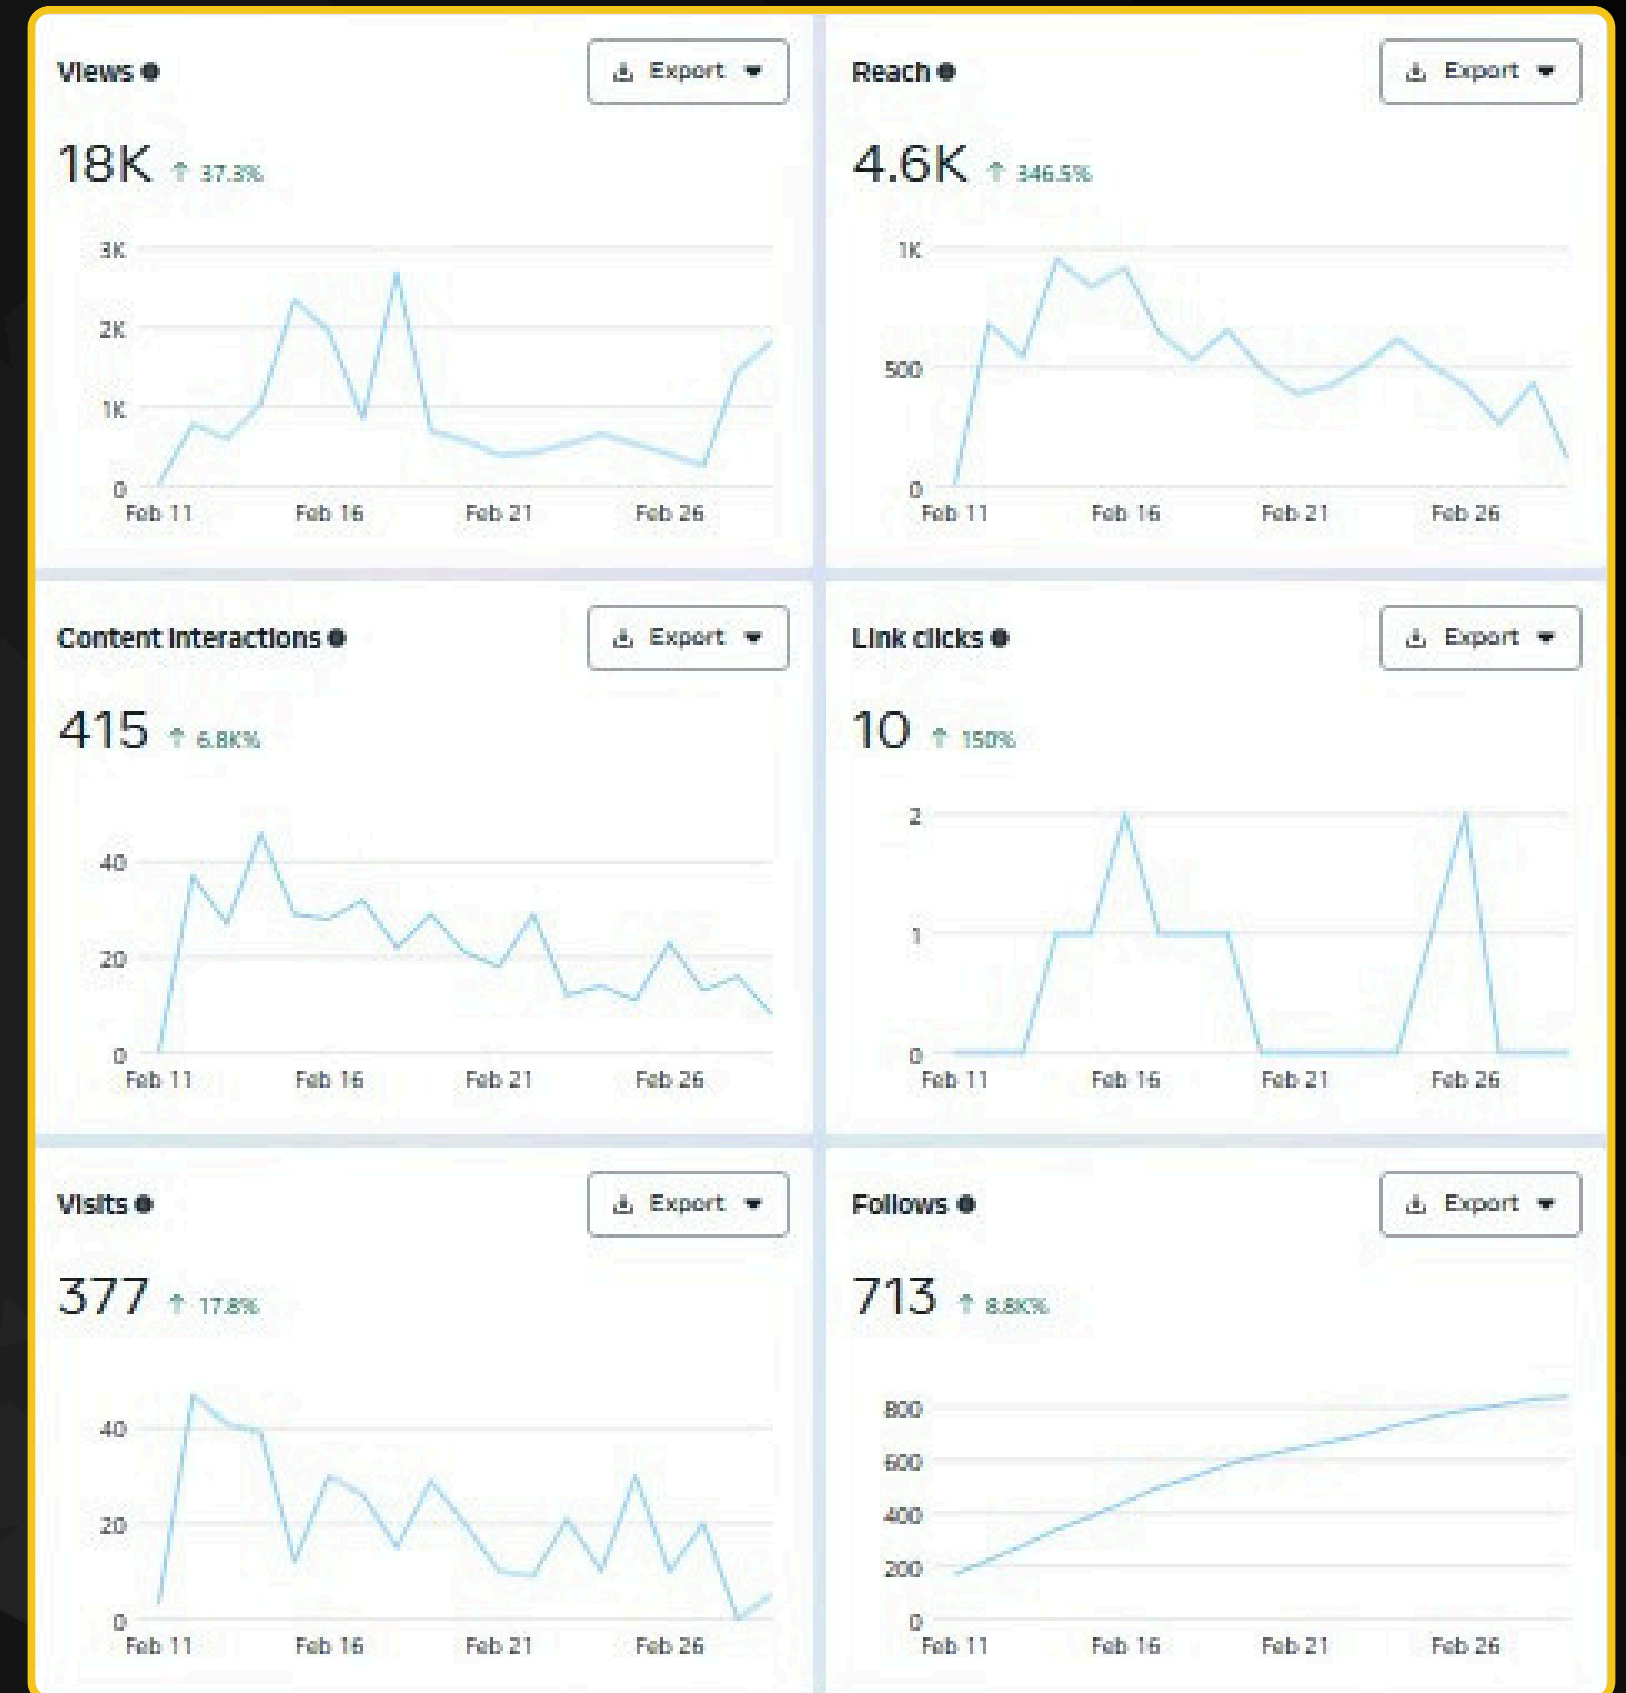 Views
Export
18K ↑ 37.3%
3K
2K
1K
0
Feb 11 Feb 16 Feb 21 Feb 26
Reach
Export
4.6K ↑ 346.5%
1K
500
0
Feb 11 Feb 16 Feb 21 Feb 26
Content interactions
Export
415 ↑ 6.8K%
40
20
0
Feb 11 Feb 16 Feb 21 Feb 26
Link clicks
Export
10 ↑ 150%
2
1
0
Feb 11 Feb 16 Feb 21 Feb 26
Visits
Export
377 ↑ 17.8%
40
20
0
Feb 11 Feb 16 Feb 21 Feb 26
Follows
Export
713 ↑ 8.8K%
800
600
400
200
0
Feb 11 Feb 16 Feb 21 Feb 26